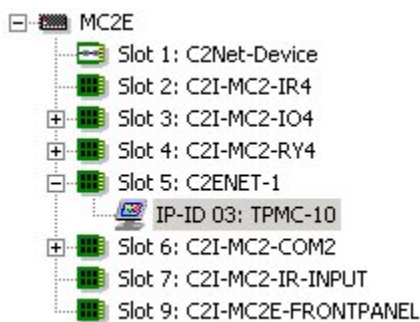 MC2E
Slot 1: C2Net-Device
Slot 2: C2I-MC2-IR4
Slot 3: C2I-MC2-IO4
Slot 4: C2I-MC2-RY4
Slot 5: C2ENET-1
IP-ID 03: TPMC-10
Slot 6: C2I-MC2-COM2
Slot 7: C2I-MC2-IR-INPUT
Slot 9: C2I-MC2E-FRONTPANEL